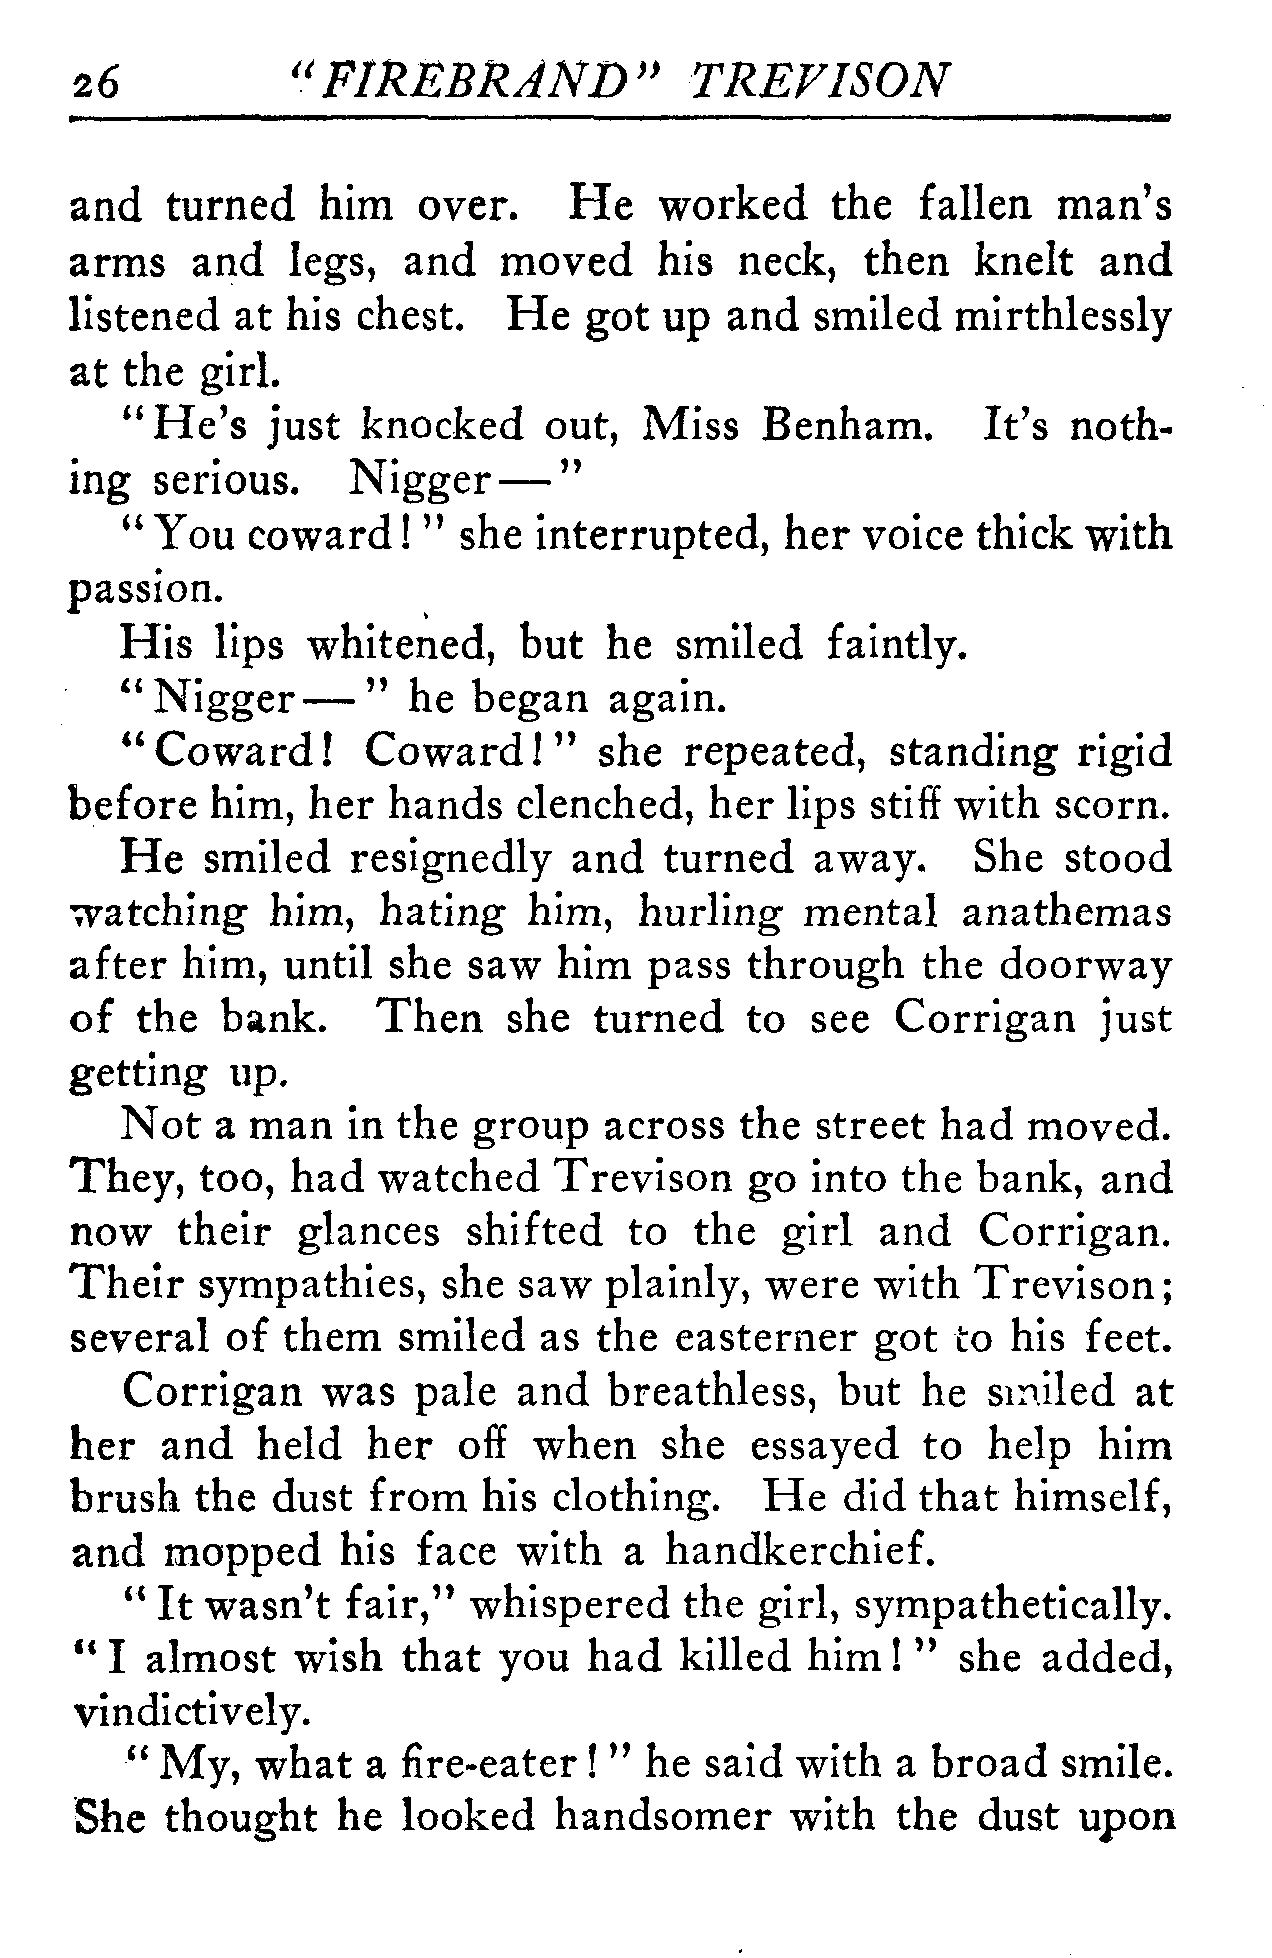 26 "FIREBRAND" TREVISON
and turned him over. He worked the fallen man's
arms and legs, and moved his neck, then knelt and
listened at his chest. He got up and smiled mirthlessly
at the girl.
"He's just knocked out, Miss Benham. It's noth-
ing serious. Nigger—"
"You coward!" she interrupted, her voice thick with
passion.
His lips whitened, but he smiled faintly.
"Nigger—" he began again.
"Coward! Coward!" she repeated, standing rigid
before him, her hands clenched, her lips stiff with scorn.
He smiled resignedly and turned away. She stood
watching him, hating him, hurling mental anathemas
after him, until she saw him pass through the doorway
of the bank. Then she turned to see Corrigan just
getting up.
Not a man in the group across the street had moved.
They, too, had watched Trevison go into the bank, and
now their glances shifted to the girl and Corrigan.
Their sympathies, she saw plainly, were with Trevison;
several of them smiled as the easterner got to his feet.
Corrigan was pale and breathless, but he smiled at
her and held her off when she essayed to help him
brush the dust from his clothing. He did that himself,
and mopped his face with a handkerchief.
"It wasn't fair," whispered the girl, sympathetically.
"I almost wish that you had killed him!" she added,
vindictively.
"My, what a fire-eater!" he said with a broad smile.
She thought he looked handsomer with the dust upon